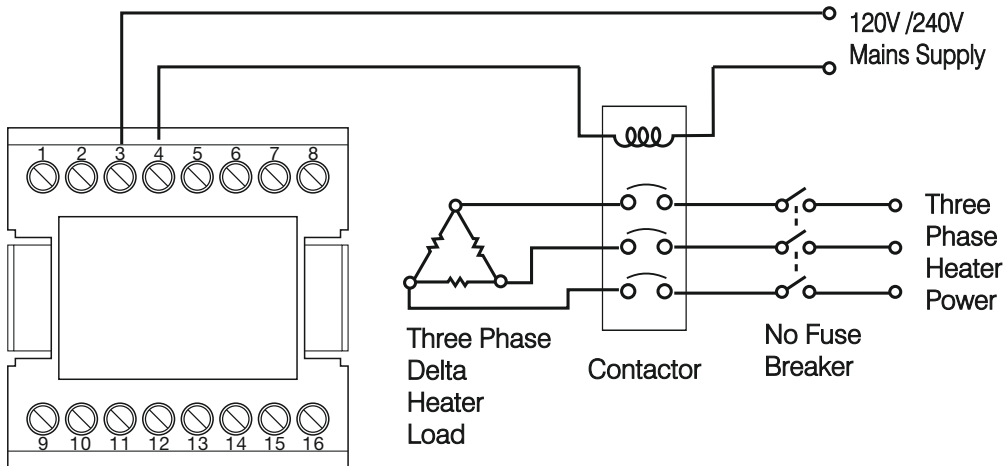 120V /240V
Mains Supply
1 2 3 4 5 6 7 8
Three
Phase
Heater
Power
Three Phase
Delta
Heater
Load
Contactor
No Fuse
Breaker
9 10 11 12 13 14 15 16